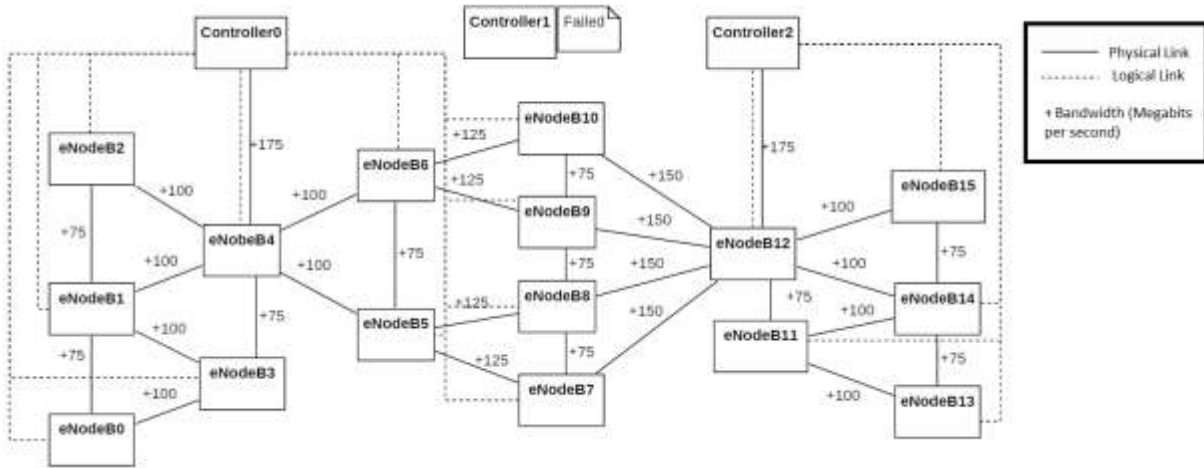 Controller0
Controller1
Failed
Controller2
Physical Link
Logical Link
+ Bandwidth (Megabits
per second)
eNodeB2
+175
+125
eNodeB10
+175
+100
eNodeB6
+125
+75
+150
eNodeB15
+75
+100
eNobeB4
+100
eNodeB9
+150
eNodeB12
+100
+75
+100
+75
+75
+150
+100
+75
eNodeB1
+100
+125
eNodeB8
+150
+75
eNodeB14
eNodeB5
+100
eNodeB11
+75
+100
+75
+125
+75
+75
eNodeB3
+100
eNodeB7
+100
eNodeB13
eNodeB0